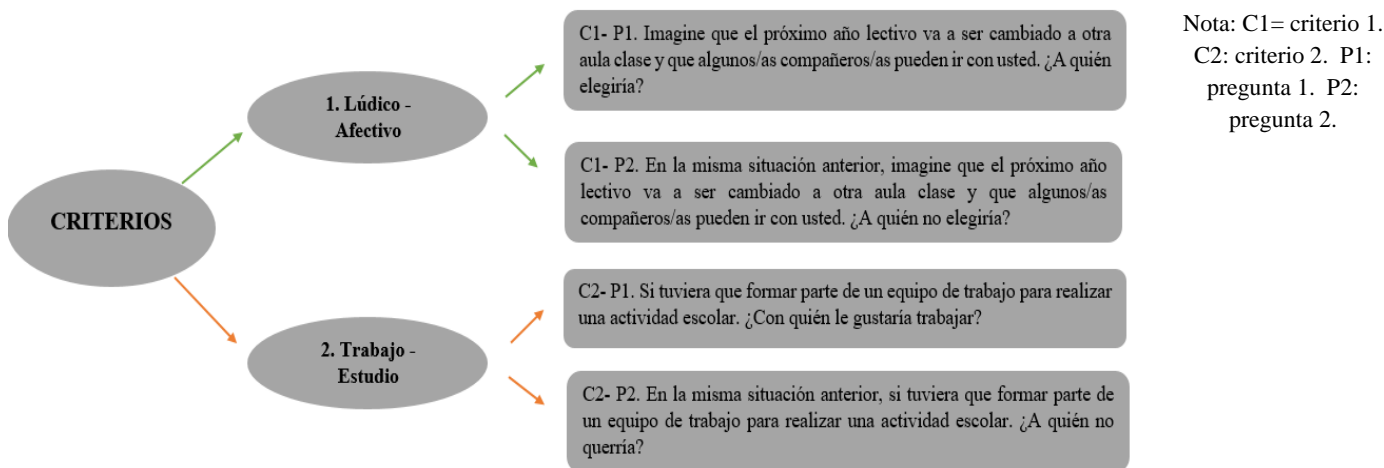 CRITERIOS
1. Lúdico -
Afectivo
C1- P1. Imagine que el próximo año lectivo va a ser cambiado a otra
aula clase y que algunos/as compañeros/as pueden ir con usted. ¿A quién
elegiría?
C1- P2. En la misma situación anterior, imagine que el próximo año
lectivo va a ser cambiado a otra aula clase y que algunos/as
compañeros/as pueden ir con usted. ¿A quién no elegiría?
2. Trabajo -
Estudio
C2- P1. Si tuviera que formar parte de un equipo de trabajo para realizar
una actividad escolar. ¿Con quién le gustaría trabajar?
C2- P2. En la misma situación anterior, si tuviera que formar parte de
un equipo de trabajo para realizar una actividad escolar. ¿A quién no
querría?
Nota: C1= criterio 1.
C2: criterio 2. P1:
pregunta 1. P2:
pregunta 2.